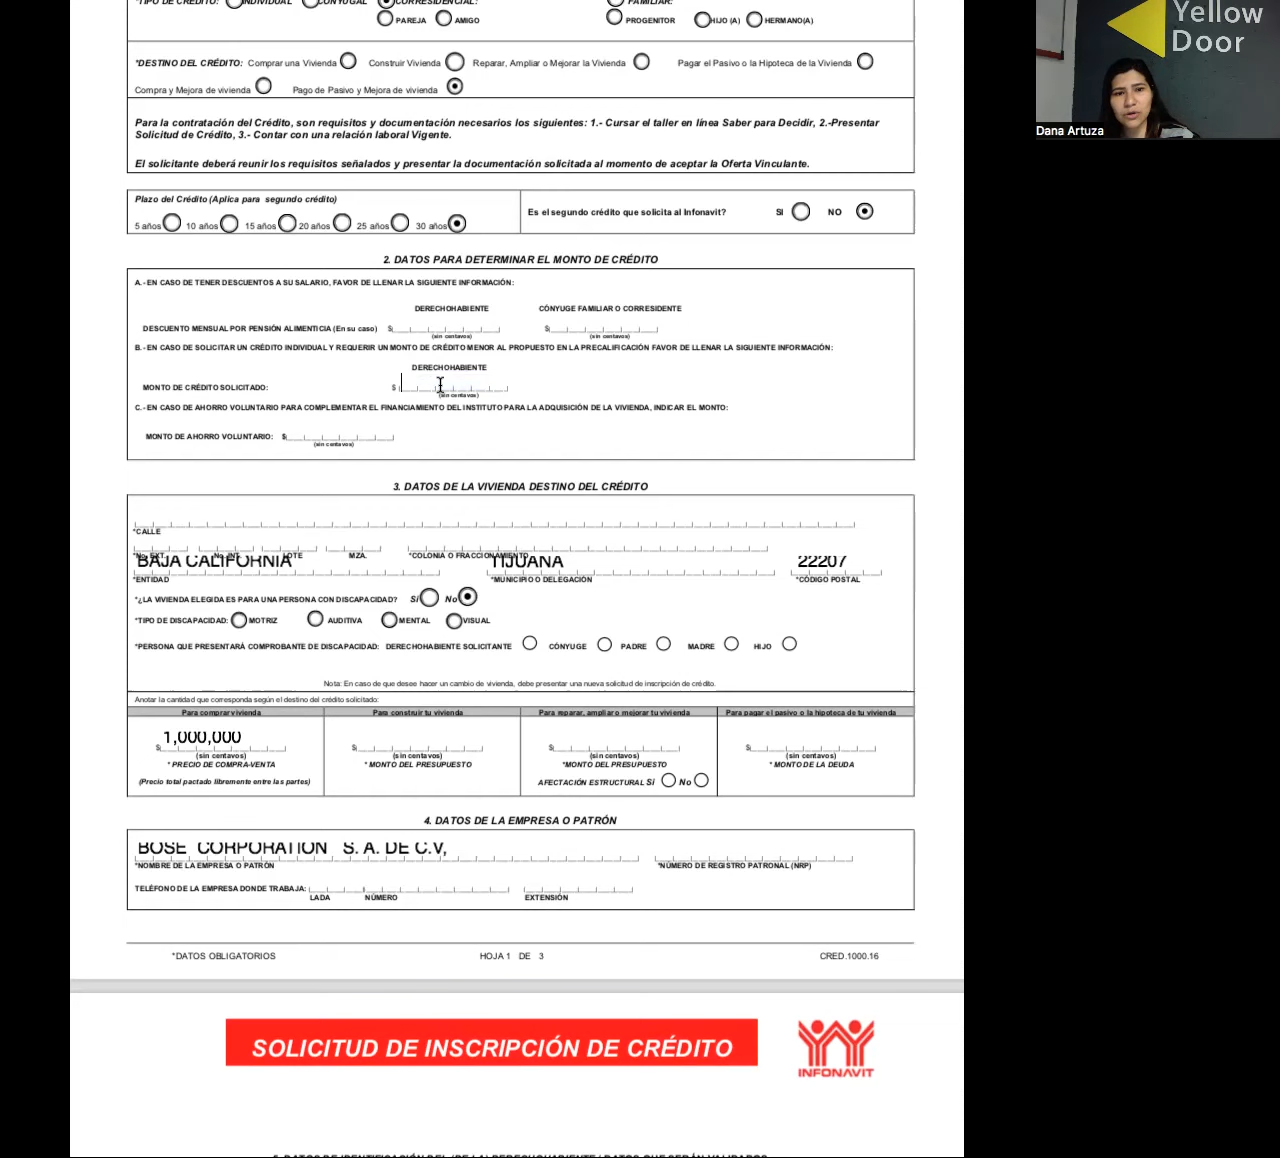 *TIPO DE CRÉDITO: INDIVIDUAL CONYUGAL CORRESIDENCIAL: FAMILIAR:
PAREJA AMIGO PROGENITOR HIJO (A) HERMANO(A)
*DESTINO DEL CRÉDITO: Comprar una Vivienda Construir Vivienda Reparar, Ampliar o Mejorar la Vivienda Pagar el Pasivo o la Hipoteca de la Vivienda
Compra y Mejora de vivienda Pago de Pasivo y Mejora de vivienda
Para la contratación del Crédito, son requisitos y documentación necesarios los siguientes: 1.- Cursar el taller en línea Saber para Decidir, 2.-Presentar
Solicitud de Crédito, 3.- Contar con una relación laboral Vigente.
El solicitante deberá reunir los requisitos señalados y presentar la documentación solicitada al momento de aceptar la Oferta Vinculante.
Plazo del Crédito (Aplica para segundo crédito)
Es el segundo crédito que solicita al Infonavit? SI NO
5 años 10 años 15 años 20 años 25 años 30 años
2. DATOS PARA DETERMINAR EL MONTO DE CRÉDITO
A.-EN CASO DE TENER DESCUENTOS A SU SALARIO, FAVOR DE LLENAR LA SIGUIENTE INFORMACIÓN:
DERECHOHABIENTE CÓNYUGE FAMILIAR O CORRESIDENTE
DESCUENTO MENSUAL POR PENSIÓN ALIMENTICIA (En su caso) $ $
(sin centavos) (sin centavos)
B.-EN CASO DE SOLICITAR UN CRÉDITO INDIVIDUAL Y REQUERIR UN MONTO DE CRÉDITO MENOR AL PROPUESTO EN LA PRECALIFICACIÓN FAVOR DE LLENAR LA SIGUIENTE INFORMACIÓN:
DERECHOHABIENTE
MONTO DE CRÉDITO SOLICITADO: $
(sin centavos)
C.-EN CASO DE AHORRO VOLUNTARIO PARA COMPLEMENTAR EL FINANCIAMIENTO DEL INSTITUTO PARA LA ADQUISICIÓN DE LA VIVIENDA, INDICAR EL MONTO:
MONTO DE AHORRO VOLUNTARIO: $
(sin centavos)
3. DATOS DE LA VIVIENDA DESTINO DEL CRÉDITO
*CALLE
*No. EXT. No. INT. LOTE MZA. *COLONIA O FRACCIONAMIENTO
BAJA CALIFORNIA TIJUANA 22207
*ENTIDAD *MUNICIPIO O DELEGACIÓN *CÓDIGO POSTAL
*¿LA VIVIENDA ELEGIDA ES PARA UNA PERSONA CON DISCAPACIDAD? Sí No
*TIPO DE DISCAPACIDAD: MOTRIZ AUDITIVA MENTAL VISUAL
*PERSONA QUE PRESENTARÁ COMPROBANTE DE DISCAPACIDAD: DERECHOHABIENTE SOLICITANTE CÓNYUGE PADRE MADRE HIJO
Nota: En caso de que desee hacer un cambio de vivienda, debe presentar una nueva solicitud de inscripción de crédito.
Anotar la cantidad que corresponda según el destino del crédito solicitado:
Para comprar vivienda Para construir tu vivienda Para reparar, ampliar o mejorar tu vivienda Para pagar el pasivo o la hipoteca de tu vivienda
1,000,000
$ $ $ $
(sin centavos) (sin centavos) (sin centavos) (sin centavos)
* PRECIO DE COMPRA-VENTA * MONTO DEL PRESUPUESTO *MONTO DEL PRESUPUESTO * MONTO DE LA DEUDA
(Precio total pactado libremente entre las partes) AFECTACIÓN ESTRUCTURAL Sí No
4. DATOS DE LA EMPRESA O PATRÓN
BOSE CORPORATION S. A. DE C.V,
*NOMBRE DE LA EMPRESA O PATRÓN *NÚMERO DE REGISTRO PATRONAL (NRP)
TELÉFONO DE LA EMPRESA DONDE TRABAJA:
LADA NÚMERO EXTENSIÓN
*DATOS OBLIGATORIOS HOJA 1 DE 3 CRED.1000.16
SOLICITUD DE INSCRIPCIÓN DE CRÉDITO
INFONAVIT
5. DATOS DE IDENTIFICACIÓN DEL (DE LA) DERECHOHABIENTE / DATOS QUE SERÁN VALIDADOS
Yellow
Door
Dana Artuza